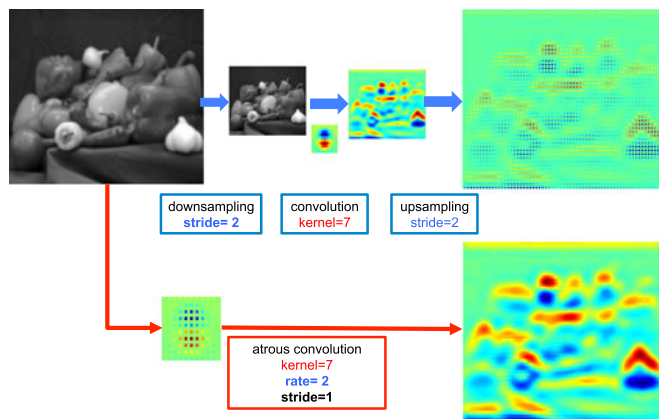 downsampling
stride= 2
convolution
kernel=7
upsampling
stride=2
atrous convolution
kernel=7
rate= 2
stride=1